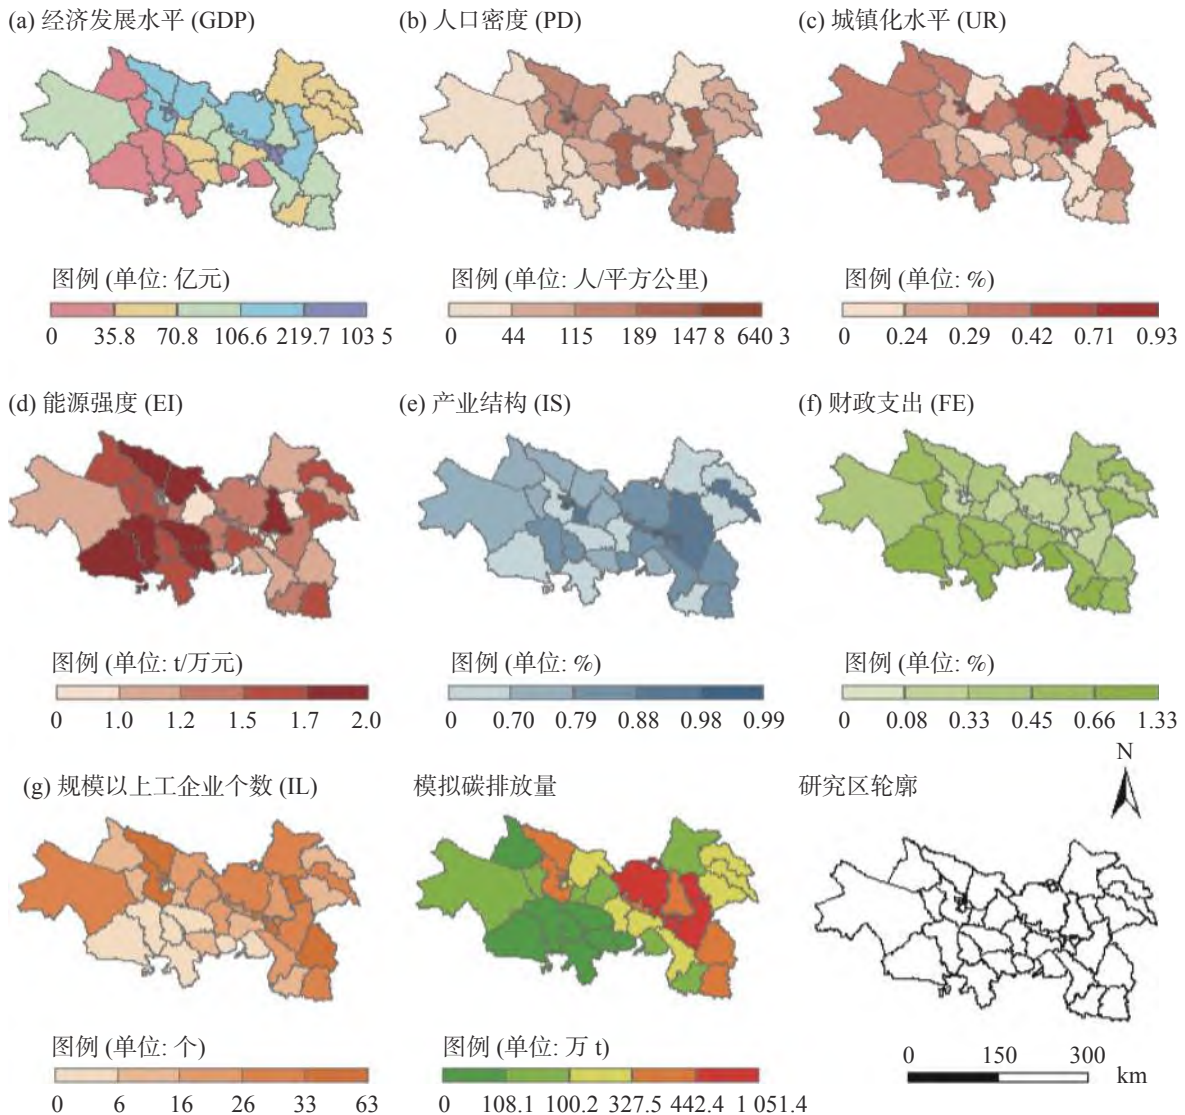 (a) 经济发展水平 (GDP)
(b) 人口密度 (PD)
(c) 城镇化水平 (UR)
图例 (单位: 亿元)
图例 (单位: 人/平方公里)
图例 (单位: %)
0 35.8 70.8 106.6 219.7 103 5
0 44 115 189 147 8 640 3
0 0.24 0.29 0.42 0.71 0.93
(d) 能源强度 (EI)
(e) 产业结构 (IS)
(f) 财政支出 (FE)
图例 (单位: t/万元)
图例 (单位: %)
图例 (单位: %)
0 1.0 1.2 1.5 1.7 2.0
0 0.70 0.79 0.88 0.98 0.99
0 0.08 0.33 0.45 0.66 1.33
(g) 规模以上工企业个数 (IL)
模拟碳排放量
研究区轮廓
N
图例 (单位: 个)
图例 (单位: 万 t)
0 6 16 26 33 63
0 108.1 100.2 327.5 442.4 1 051.4
0 150 300
km